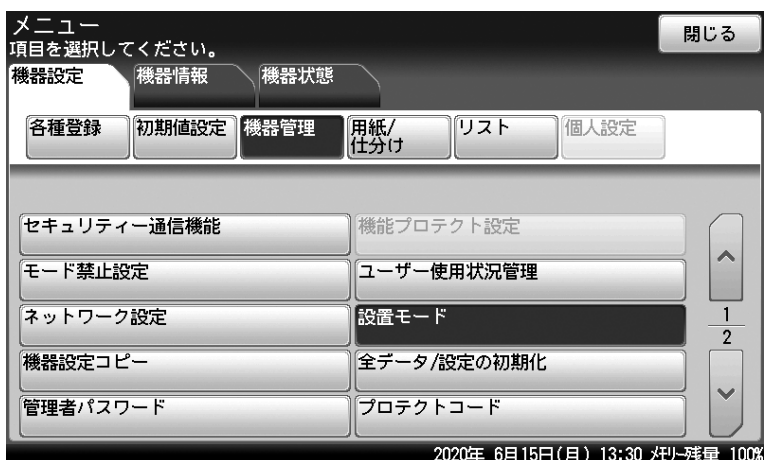 メニュー
項目を選択してください。
閉じる
機器設定
機器情報
機器状態
各種登録
初期値設定
機器管理
用紙/
仕分け
リスト
個人設定
セキュリティー通信機能
機能プロテクト設定
モード禁止設定
ユーザー使用状況管理
ネットワーク設定
設置モード
機器設定コピー
全データ/設定の初期化
管理者パスワード
プロテクトコード
1
2
2020年 6月15日(月) 13:30 ﾒﾓﾘｰ残量 100%